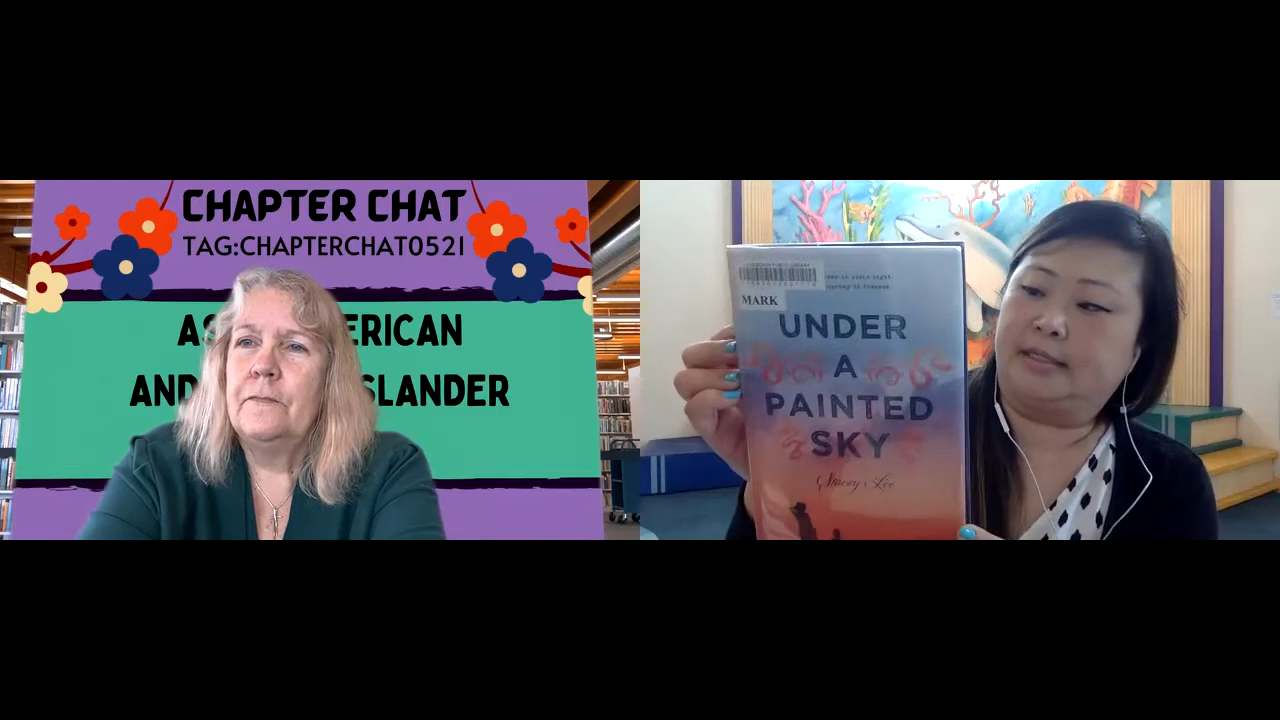 CHAPTER CHAT
TAG:CHAPTERCHAT0521
AS ERICAN
AND SLANDER
MARK
UNDER
A
PAINTED
SKY
Stacey Lee